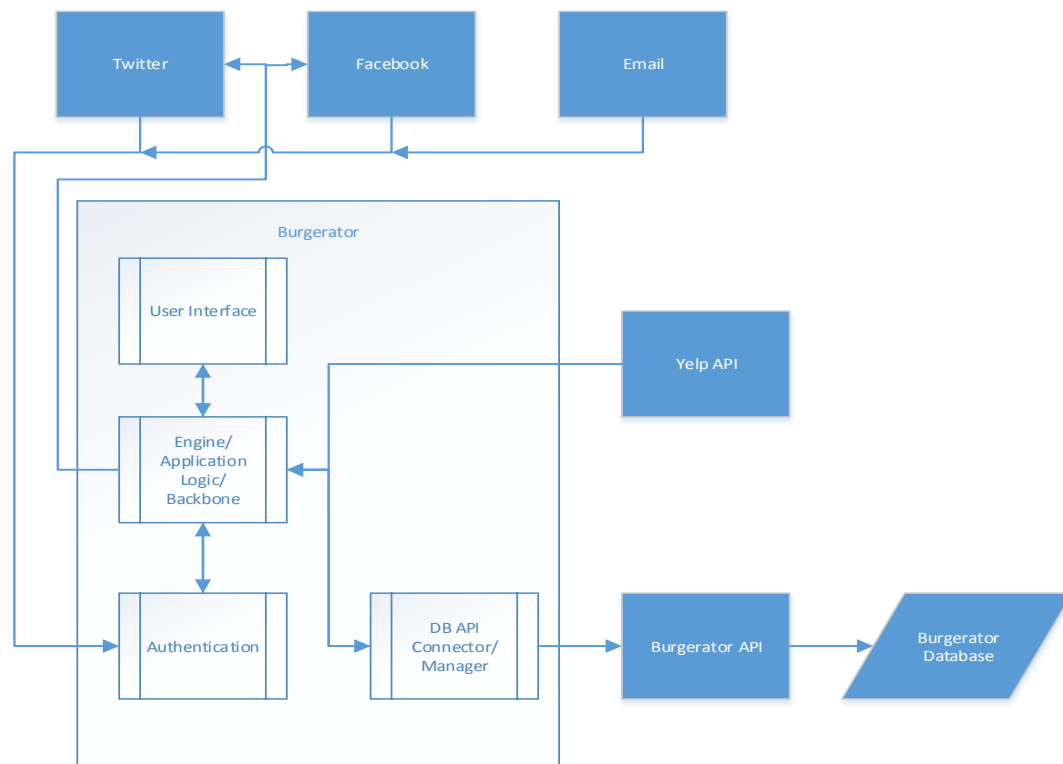 Twitter
Facebook
Email
Burgerator
User Interface
Yelp API
Engine/
Application
Logic/
Backbone
Authentication
DB API
Connector/
Manager
Burgerator API
Burgerator
Database